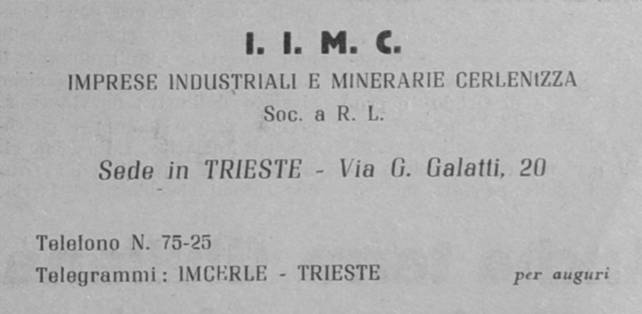 I. I. M. C.
IMPRESE INDUSTRIALI E MINERARIE CERLENIZZA
Soc. a R. L.
Sede in TRIESTE - Via G. Galatti, 20
Telefono N. 75-25
Telegrammi: IMCERLE - TRIESTE
per auguri